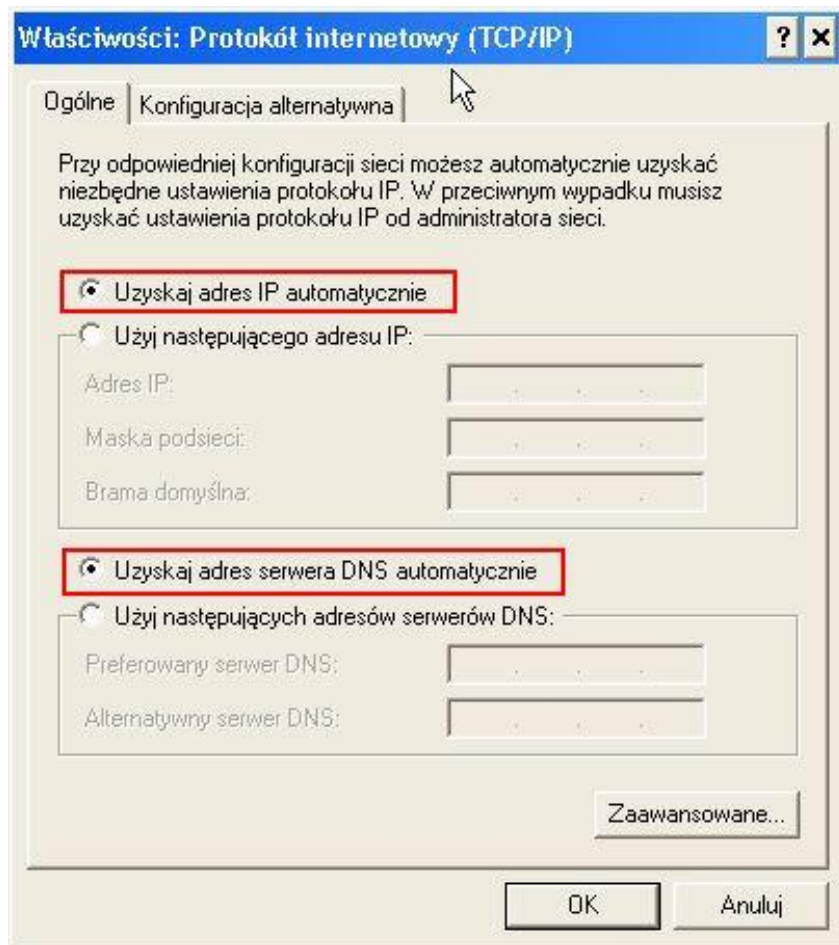 Właściwości: Protokół internetowy (TCP/IP)
Ogólne
Konfiguracja alternatywna
Przy odpowiedniej konfiguracji sieci możesz automatycznie uzyskać
niezbędne ustawienia protokołu IP. W przeciwnym wypadku musisz
uzyskać ustawienia protokołu IP od administratora sieci.
Uzyskaj adres IP automatycznie
Użyj następującego adresu IP:
Adres IP:
Maska podsieci:
Brama domyślna:
Uzyskaj adres serwera DNS automatycznie
Użyj następujących adresów serwerów DNS:
Preferowany serwer DNS:
Alternatywny serwer DNS:
Zaawansowane...
OK
Anuluj